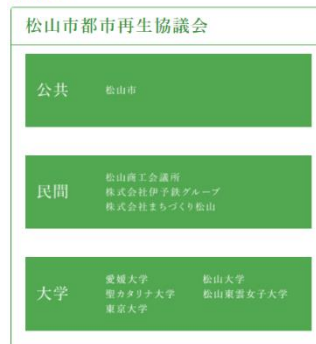 松山市都市再生協議会
公共 松山市
民間
松山商工会議所
株式会社伊予鉄グループ
株式会社まちづくり松山
大学
愛媛大学 松山大学
聖カタリナ大学 松山東雲女子大学
東京大学